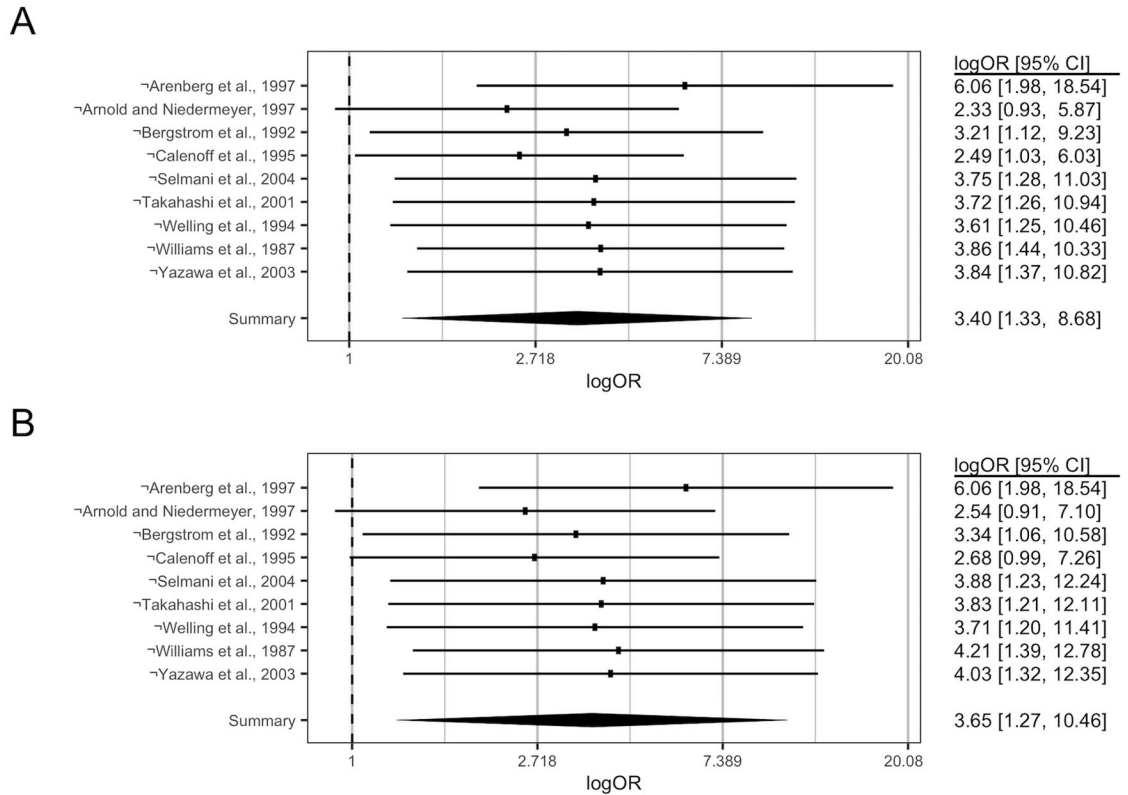 A
logOR [95% CI]
¬Arenberg et al., 1997 6.06 [1.98, 18.54]
¬Arnold and Niedermeyer, 1997 2.33 [0.93, 5.87]
¬Bergstrom et al., 1992 3.21 [1.12, 9.23]
¬Calenoff et al., 1995 2.49 [1.03, 6.03]
¬Selmani et al., 2004 3.75 [1.28, 11.03]
¬Takahashi et al., 2001 3.72 [1.26, 10.94]
¬Welling et al., 1994 3.61 [1.25, 10.46]
¬Williams et al., 1987 3.86 [1.44, 10.33]
¬Yazawa et al., 2003 3.84 [1.37, 10.82]
Summary 3.40 [1.33, 8.68]
1 2.718 7.389 20.08
logOR
B
logOR [95% CI]
¬Arenberg et al., 1997 6.06 [1.98, 18.54]
¬Arnold and Niedermeyer, 1997 2.54 [0.91, 7.10]
¬Bergstrom et al., 1992 3.34 [1.06, 10.58]
¬Calenoff et al., 1995 2.68 [0.99, 7.26]
¬Selmani et al., 2004 3.88 [1.23, 12.24]
¬Takahashi et al., 2001 3.83 [1.21, 12.11]
¬Welling et al., 1994 3.71 [1.20, 11.41]
¬Williams et al., 1987 4.21 [1.39, 12.78]
¬Yazawa et al., 2003 4.03 [1.32, 12.35]
Summary 3.65 [1.27, 10.46]
1 2.718 7.389 20.08
logOR